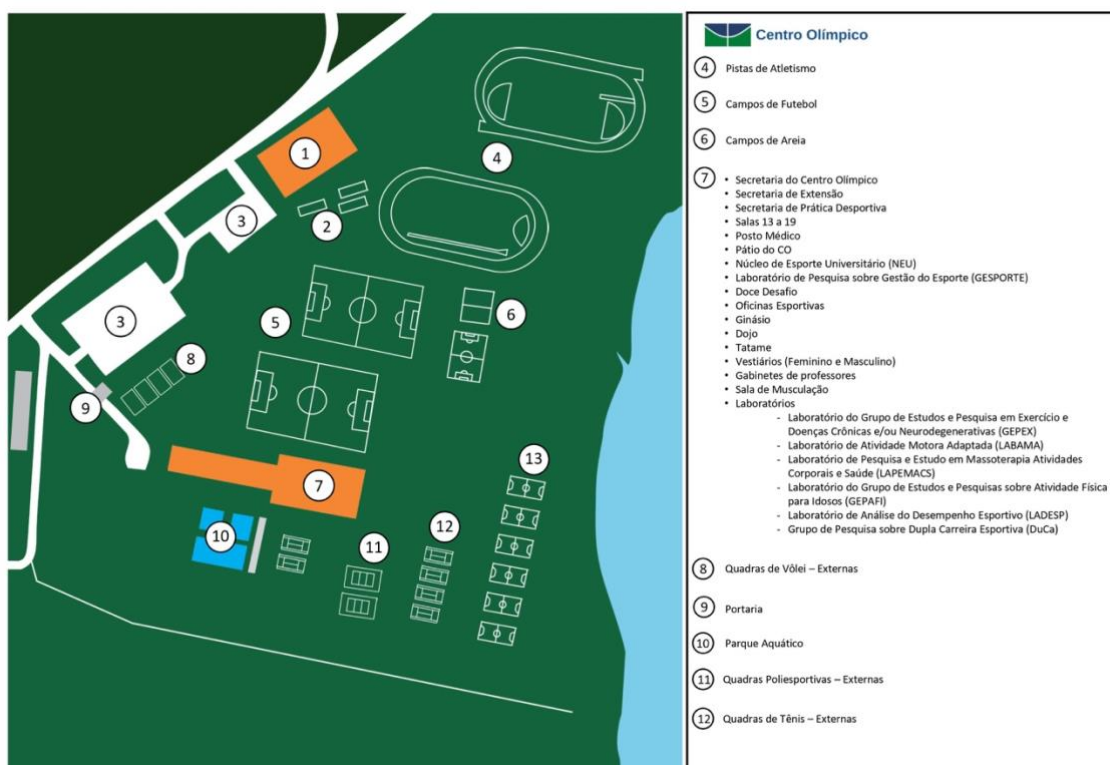 1
4
2
3
3
5
6
8
9
7
13
12
11
10
Centro Olímpico
4 Pistas de Atletismo
5 Campos de Futebol
6 Campos de Areia
7 • Secretaria do Centro Olímpico
• Secretaria de Extensão
• Secretaria de Prática Desportiva
• Salas 13 a 19
• Posto Médico
• Pátio do CO
• Núcleo de Esporte Universitário (NEU)
• Laboratório de Pesquisa sobre Gestão do Esporte (GESPORTE)
• Doce Desafio
• Oficinas Esportivas
• Ginásio
• Dojo
• Tatame
• Vestiários (Feminino e Masculino)
• Gabinetes de professores
• Sala de Musculação
• Laboratórios
- Laboratório do Grupo de Estudos e Pesquisa em Exercício e
Doenças Crônicas e/ou Neurodegenerativas (GEPEX)
- Laboratório de Atividade Motora Adaptada (LABAMA)
- Laboratório de Pesquisa e Estudo em Massoterapia Atividades
Corporais e Saúde (LAPEMACS)
- Laboratório do Grupo de Estudos e Pesquisas sobre Atividade Física
para Idosos (GEPAFI)
- Laboratório de Análise do Desempenho Esportivo (LADESP)
- Grupo de Pesquisa sobre Dupla Carreira Esportiva (DuCa)
8 Quadras de Vôlei – Externas
9 Portaria
10 Parque Aquático
11 Quadras Poliesportivas – Externas
12 Quadras de Tênis – Externas